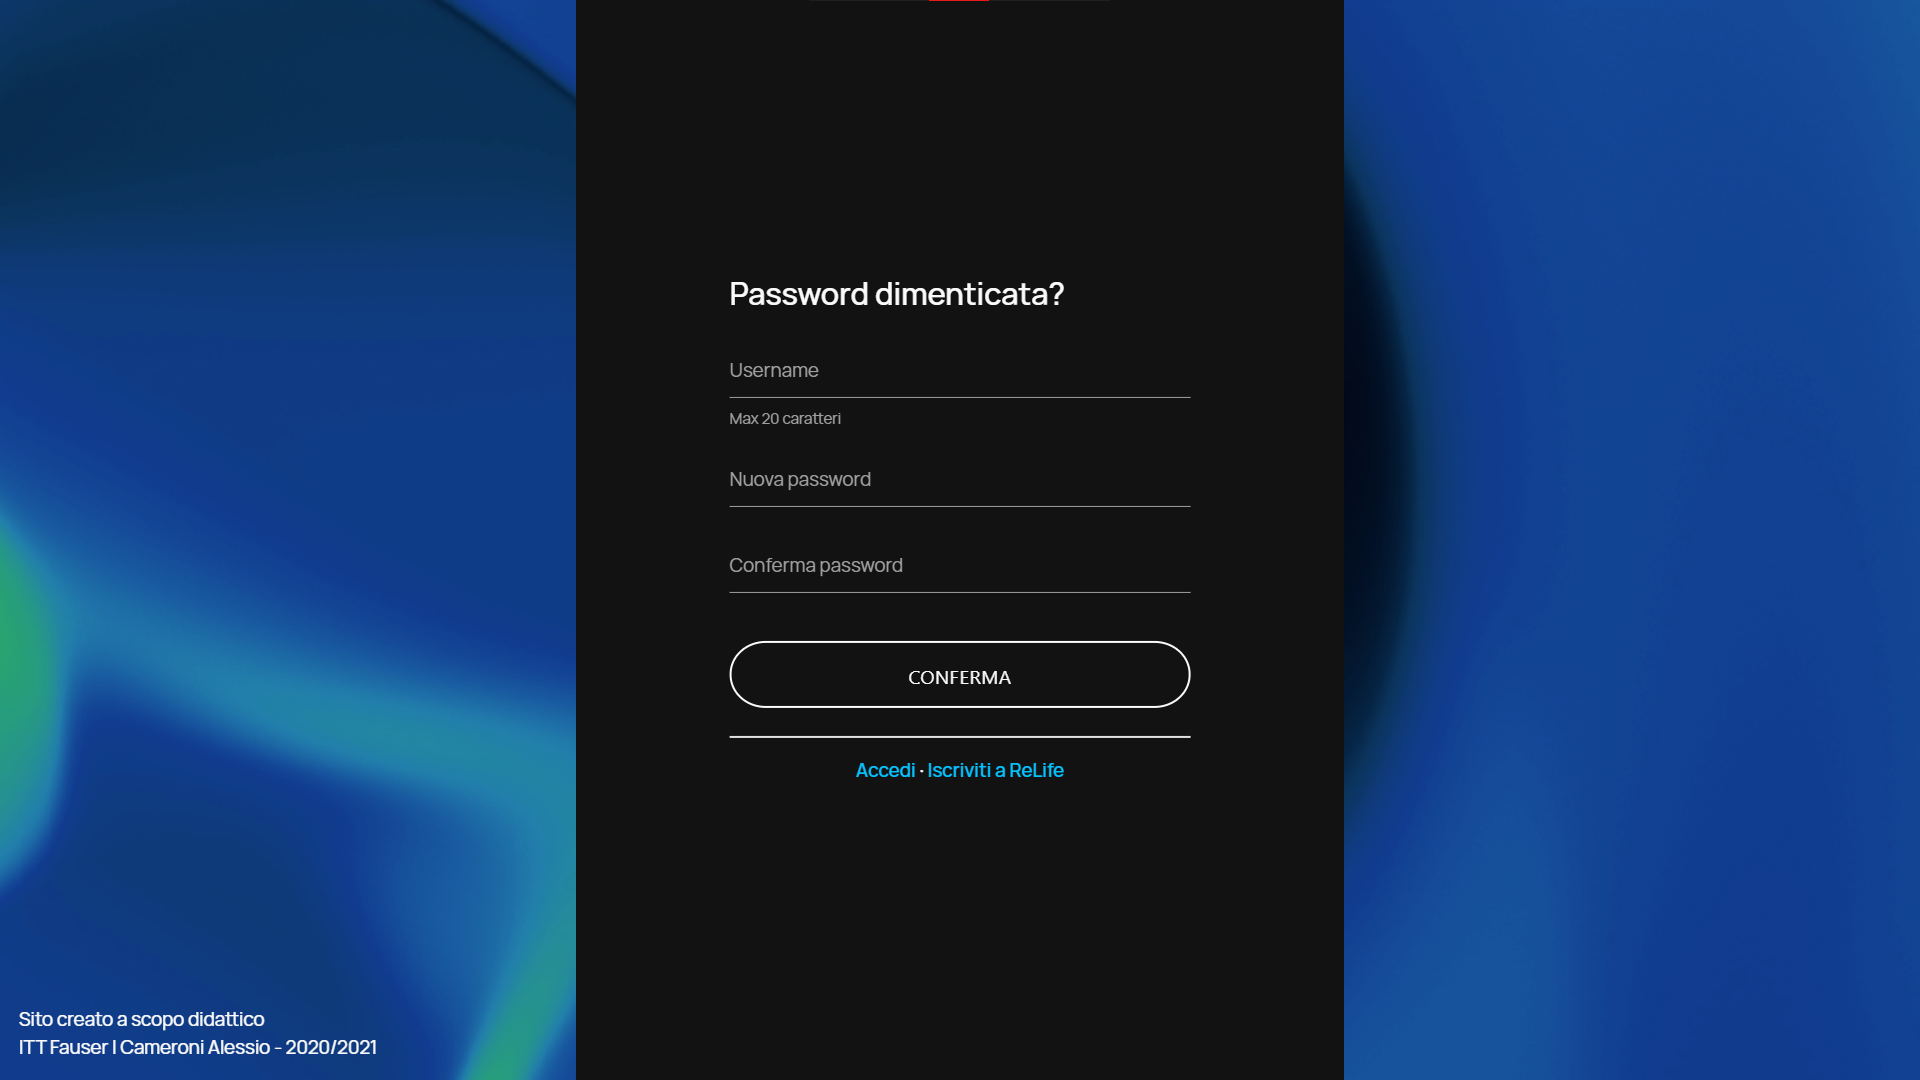 Password dimenticata?
Username
Max 20 caratteri
Nuova password
Conferma password
CONFERMA
Accedi · Iscriviti a ReLife
Sito creato a scopo didattico
ITT Fauser | Cameroni Alessio - 2020/2021